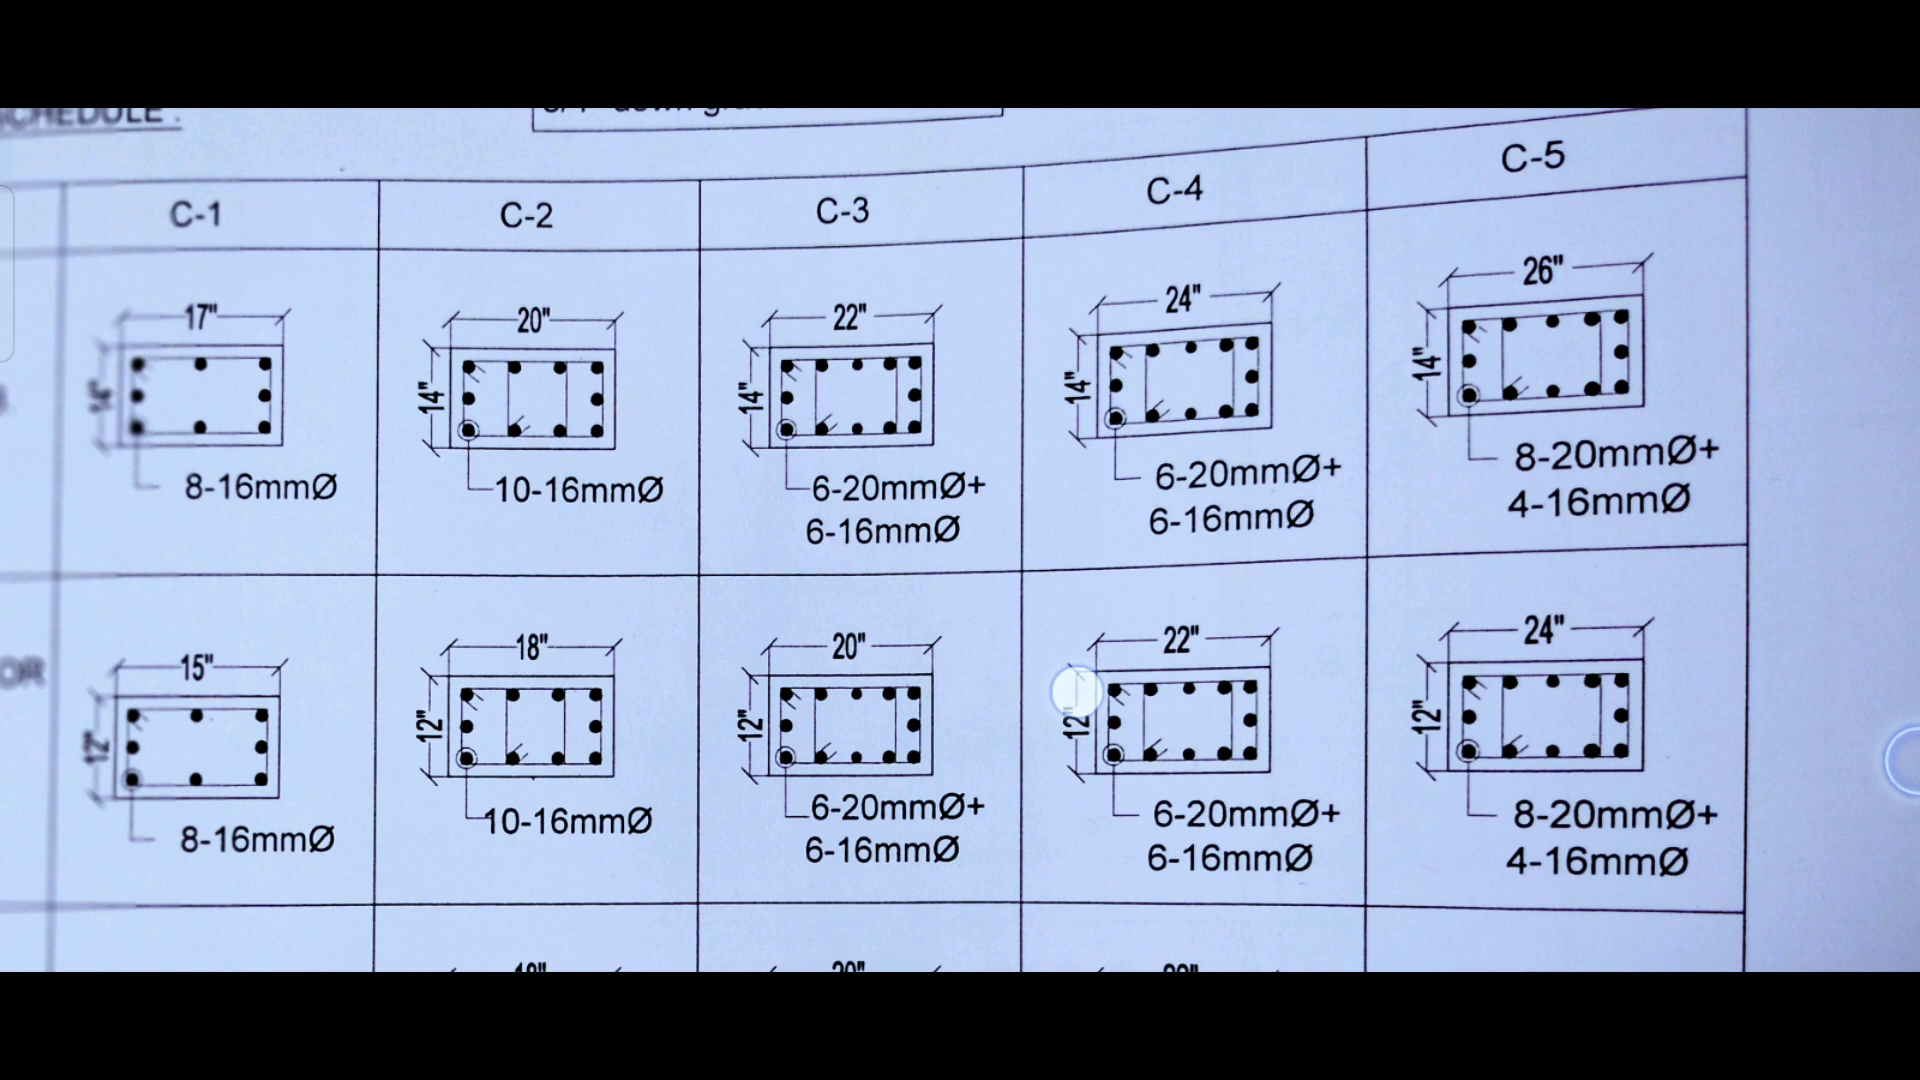 SCHEDULE :
C-1
C-2
C-3
C-4
C-5
17"
20"
22"
24"
26"
14"
14"
14"
14"
14"
8-16mmØ
10-16mmØ
6-20mmØ+
6-16mmØ
6-20mmØ+
6-16mmØ
8-20mmØ+
4-16mmØ
OR
15"
18"
20"
22"
24"
12"
12"
12"
12"
12"
8-16mmØ
10-16mmØ
6-20mmØ+
6-16mmØ
6-20mmØ+
6-16mmØ
8-20mmØ+
4-16mmØ